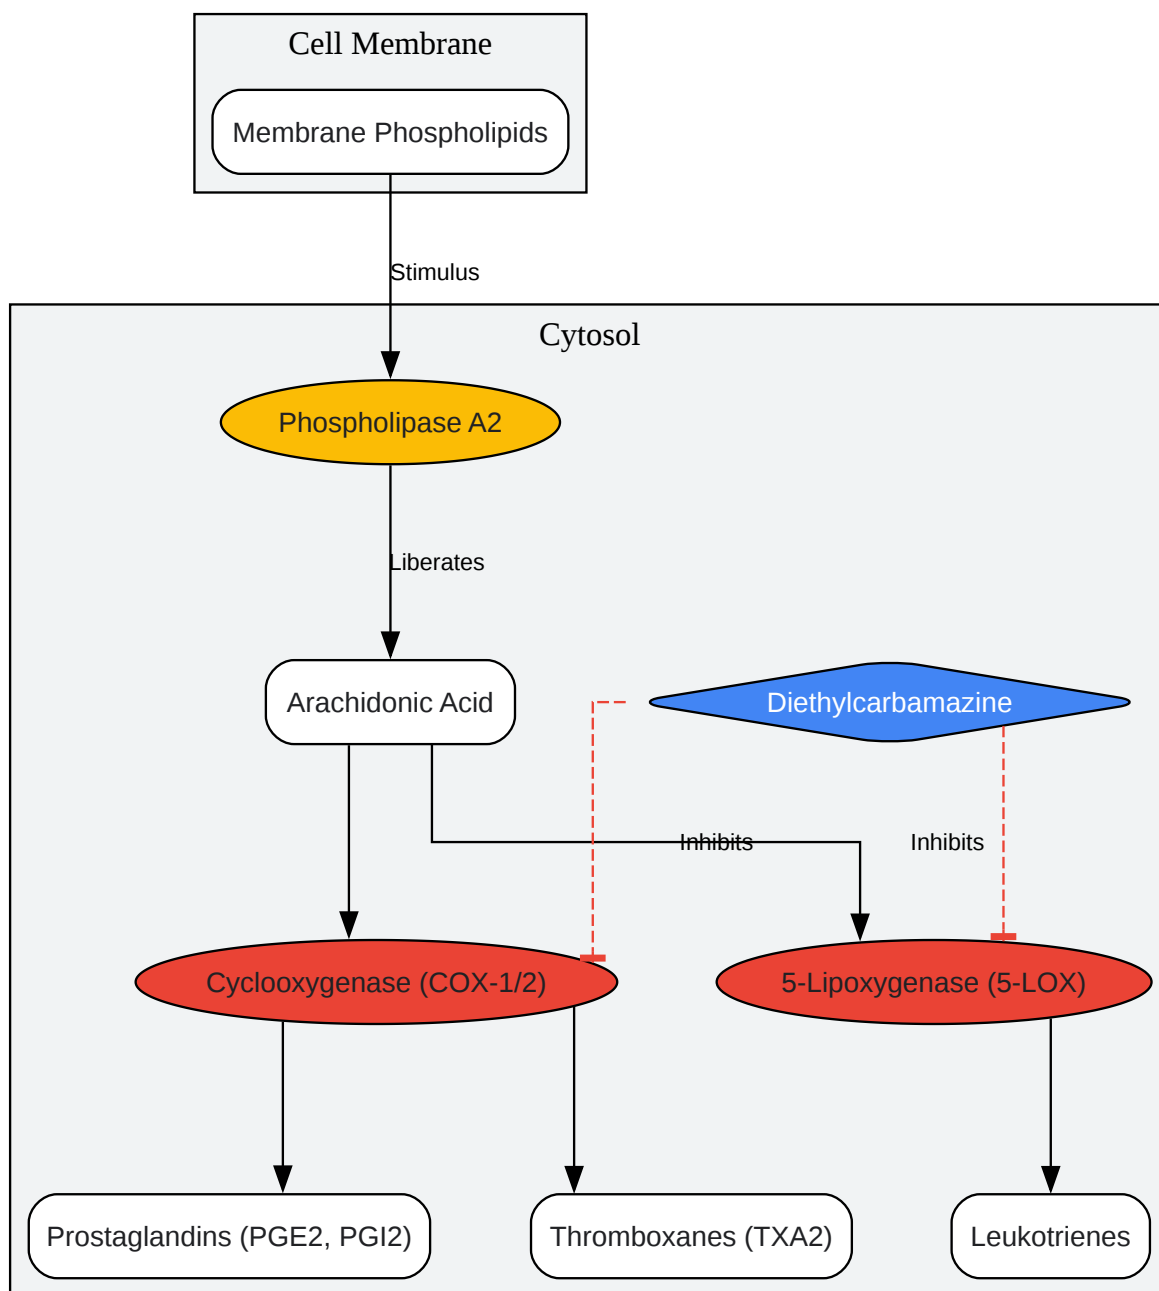 Cell Membrane
Membrane Phospholipids
Stimulus
Cytosol
Phospholipase A2
Liberates
Arachidonic Acid
Diethylcarbamazine
Inhibits
Inhibits
Cyclooxygenase (COX-1/2)
5-Lipoxygenase (5-LOX)
Prostaglandins (PGE2, PGI2)
Thromboxanes (TXA2)
Leukotrienes